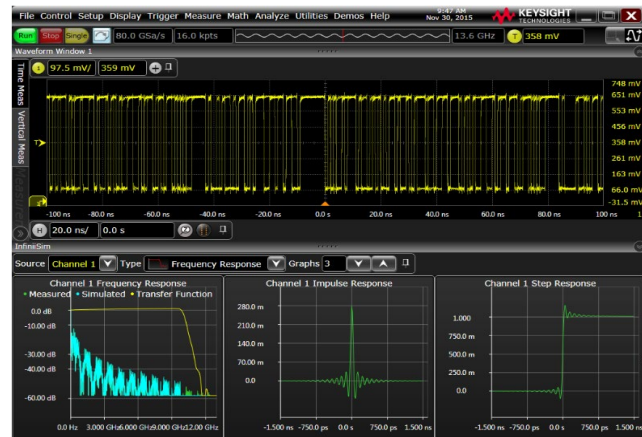 File Control Setup Display Trigger Measure Math Analyze Utilities Demos Help
9:47 AM
Nov 30, 2015
KEYSIGHT
TECHNOLOGIES
Run Stop Single 80.0 GSa/s 16.0 kpts 13.6 GHz T 358 mV
Waveform Window 1
97.5 mV/ 359 mV
Time Meas
Vertical Meas
748 mV
651 mV
553 mV
456 mV
358 mV
261 mV
163 mV
66.0 mV
-31.5 mV
-100 ns -80.0 ns -60.0 ns -40.0 ns -20.0 ns 0.0 s 20.0 ns 40.0 ns 60.0 ns 80.0 ns 100 ns
H 20.0 ns/ 0.0 s
InfiniiSim
Source Channel 1 Type Frequency Response Graphs 3
Channel 1 Frequency Response
Measured Simulated Transfer Function
0.0 dB
-10.00 dB
-30.00 dB
-40.00 dB
-60.00 dB
0.0 Hz 3.000 GHz 6.000 GHz 9.000 GHz 12.00 GHz
Channel 1 Impulse Response
280.0 m
210.0 m
140.0 m
70.00 m
0.0
-1.500 ns -750.0 ps 0.0 s 750.0 ps 1.500 ns
Channel 1 Step Response
1.000
750.0 m
500.0 m
250.0 m
0.0
-1.500 ns -750.0 ps 0.0 s 750.0 ps 1.500 ns